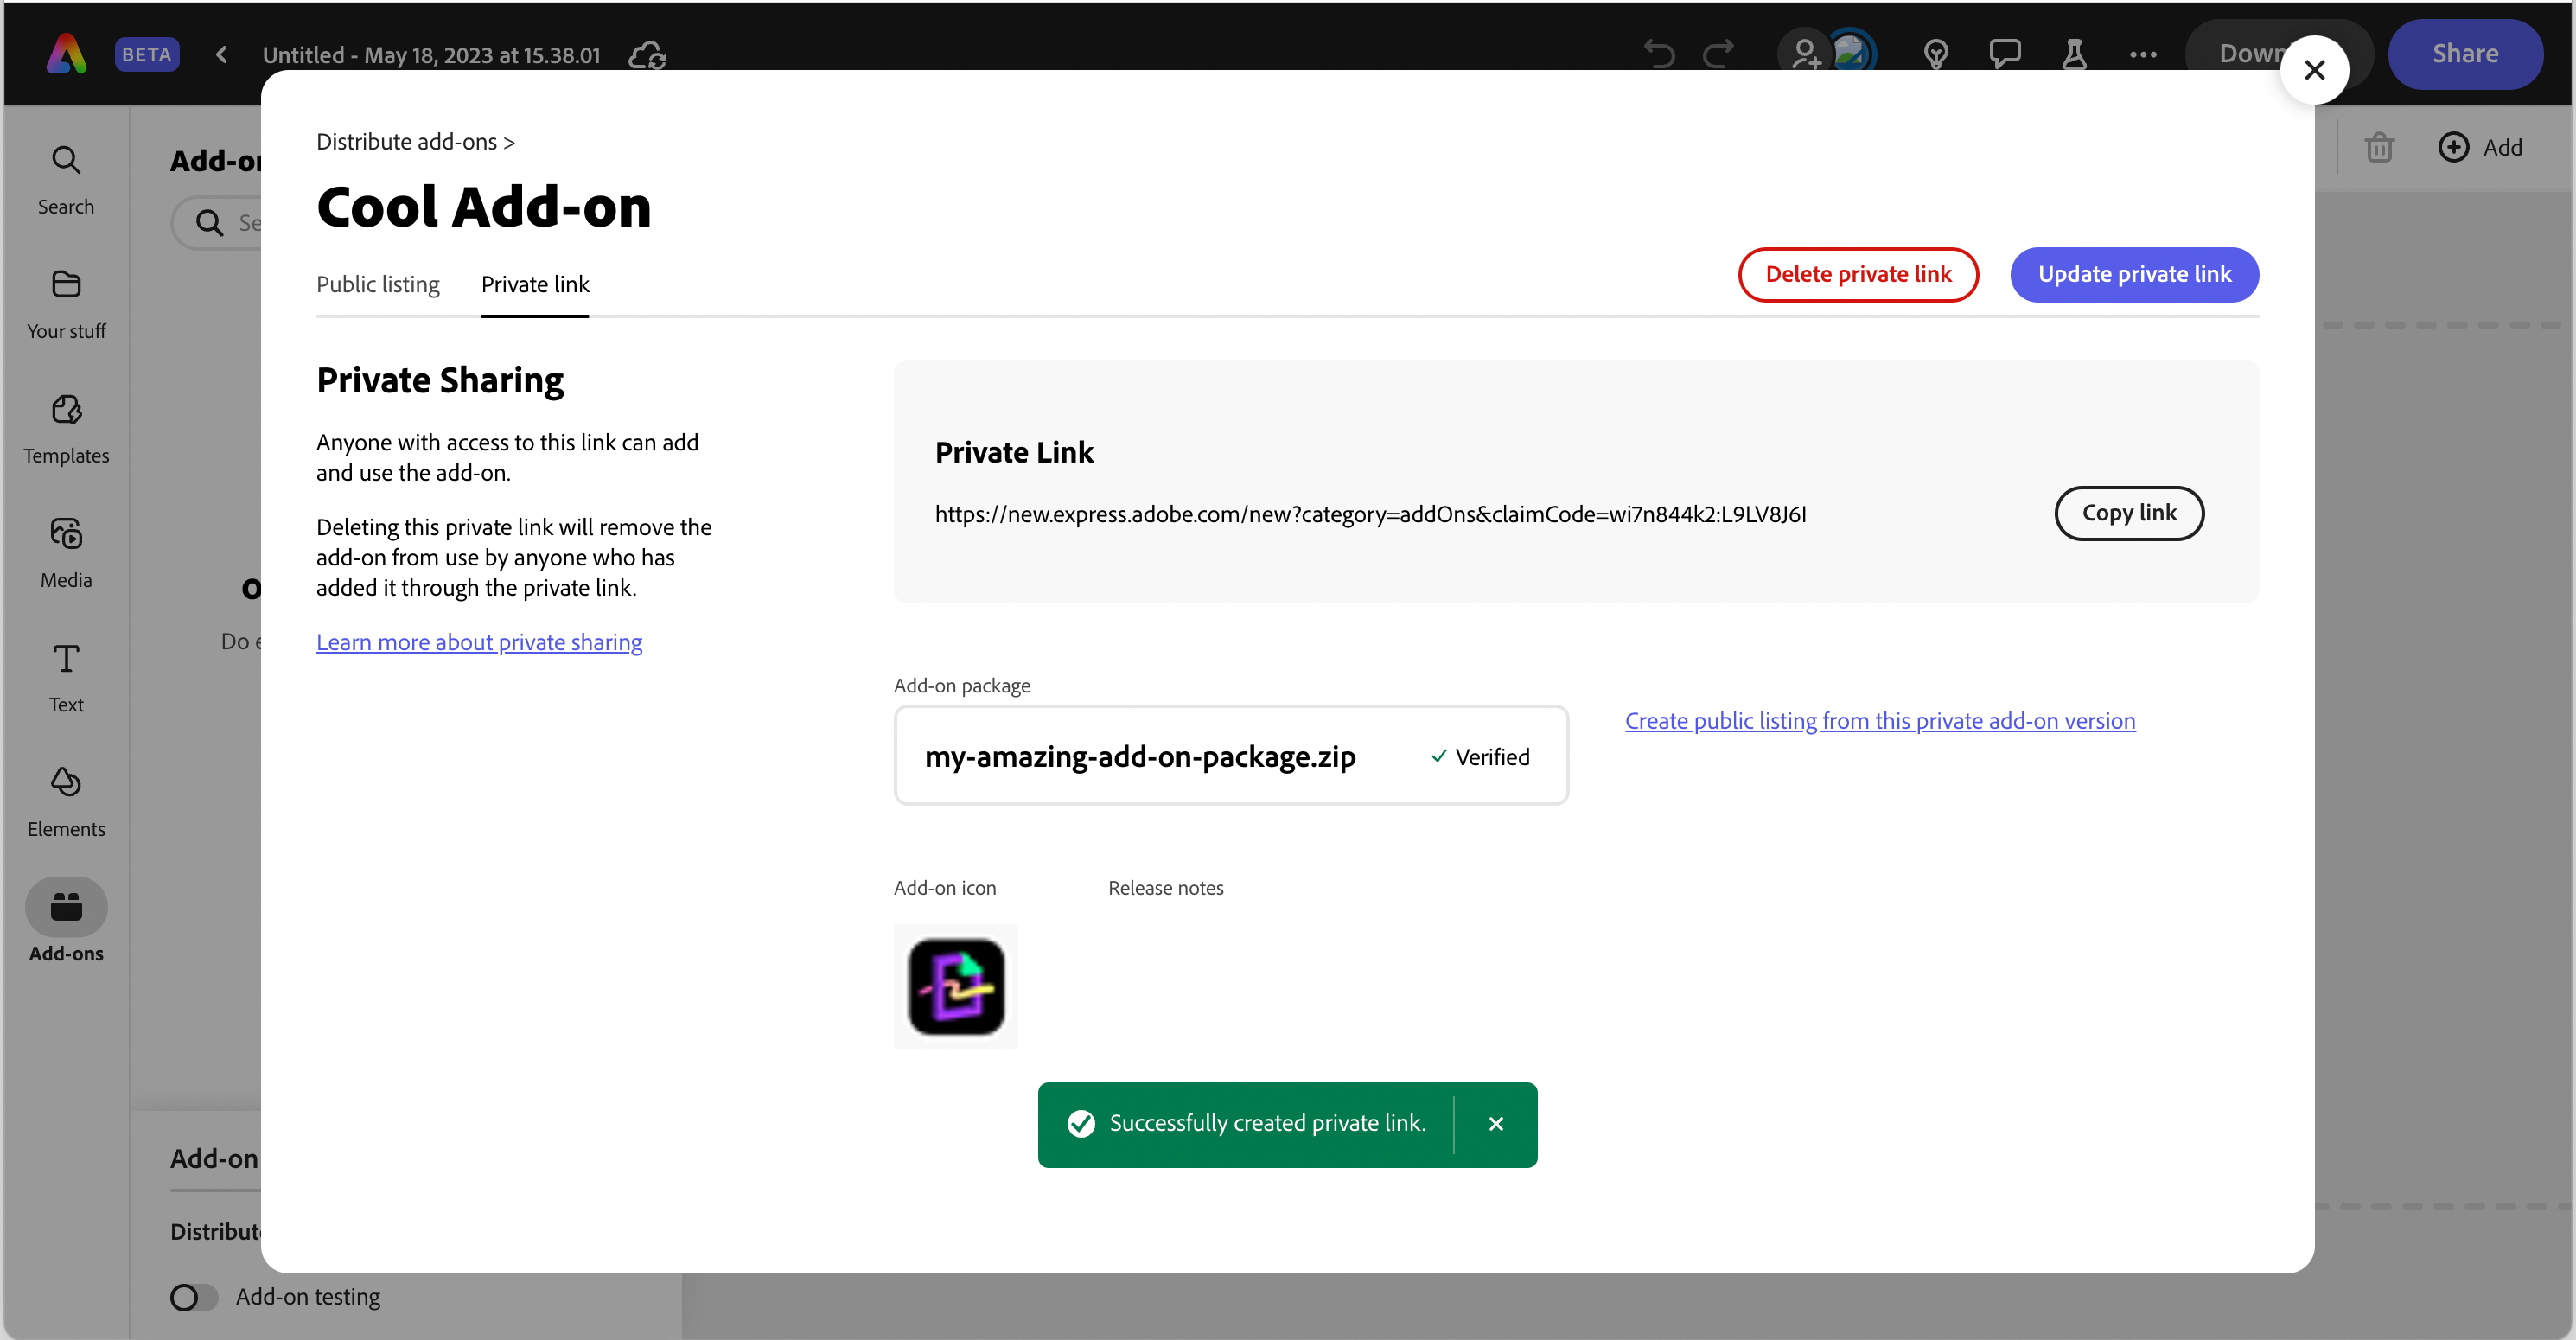 BETA
Untitled - May 18, 2023 at 15.38.01
Share
Search
Your stuff
Templates
Media
Text
Elements
Add-ons
Add
Distribute add-ons >
Cool Add-on
Public listing
Private link
Delete private link
Update private link
Private Sharing
Anyone with access to this link can add
and use the add-on.
Deleting this private link will remove the
add-on from use by anyone who has
added it through the private link.
Learn more about private sharing
Private Link
https://new.express.adobe.com/new?category=addOns&claimCode=wi7n844k2:L9LV8J6I
Copy link
Add-on package
my-amazing-add-on-package.zip
Verified
Create public listing from this private add-on version
Add-on icon
Release notes
Successfully created private link.
Add-on
Add-on testing